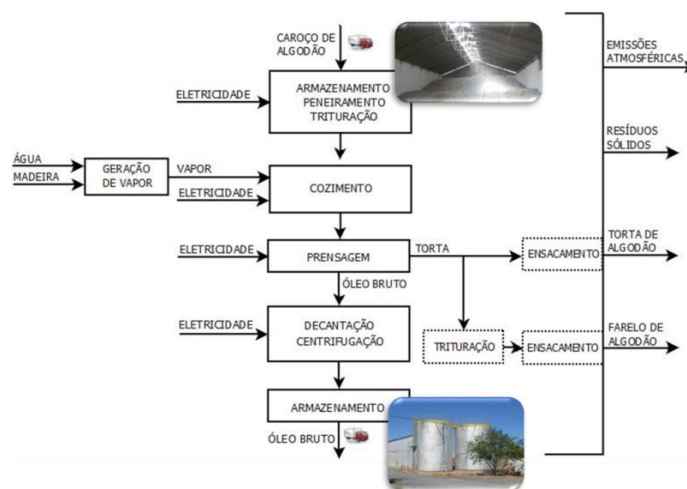 CAROÇO DE
ALGODÃO
EMISSÕES
ATMOSFÉRICAS
ELETRICIDADE
ARMAZENAMENTO
PENEIRAMENTO
TRITURAÇÃO
RESÍDUOS
SÓLIDOS
ÁGUA
MADEIRA
GERAÇÃO
DE VAPOR
VAPOR
ELETRICIDADE
COZIMENTO
ELETRICIDADE
PRENSAGEM
TORTA
ENSACAMENTO
TORTA DE
ALGODÃO
ÓLEO BRUTO
ELETRICIDADE
DECANTAÇÃO
CENTRIFUGAÇÃO
TRITURAÇÃO
ENSACAMENTO
FARELO DE
ALGODÃO
ARMAZENAMENTO
ÓLEO BRUTO